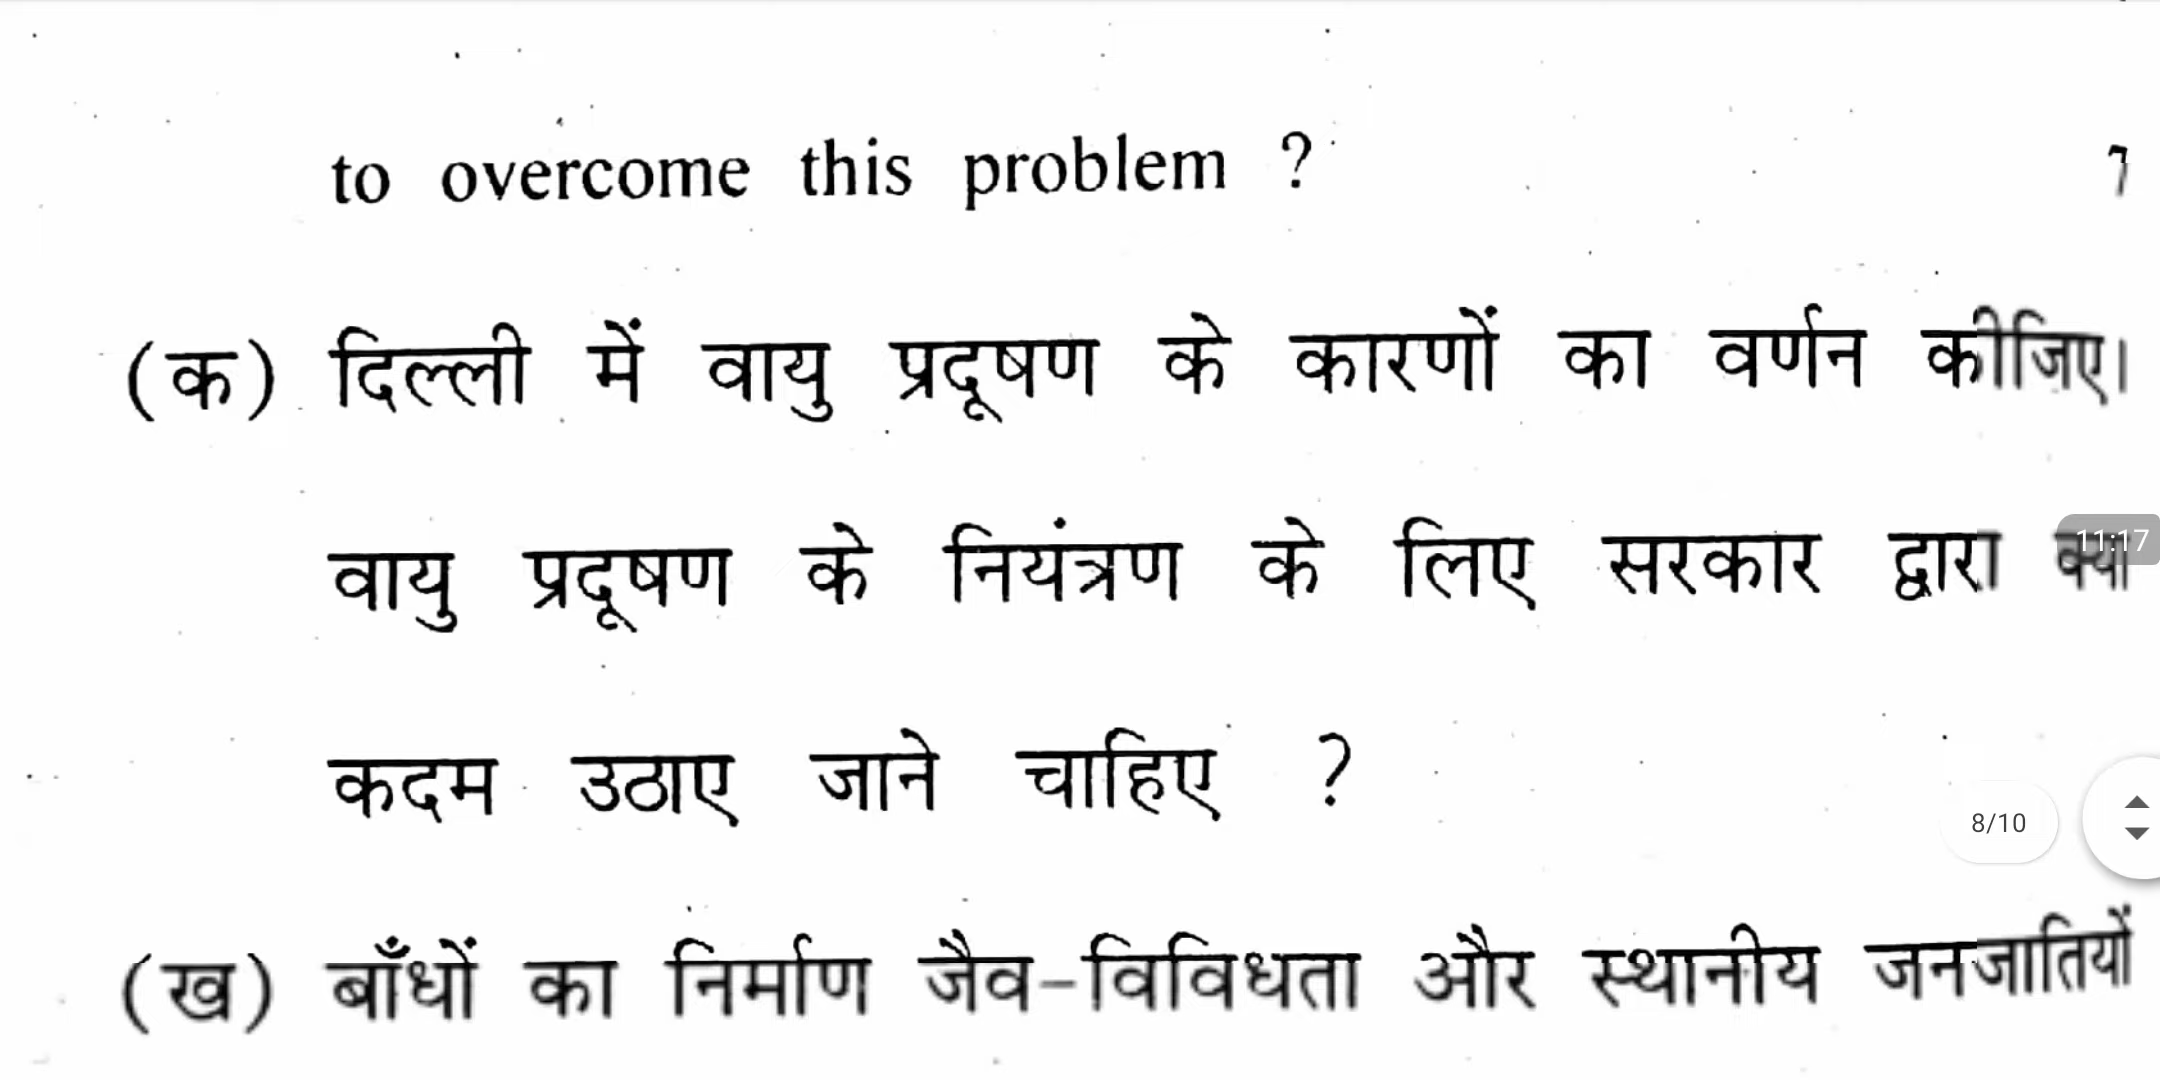 to overcome this problem ? 7
(क) दिल्ली में वायु प्रदूषण के कारणों का वर्णन कीजिए।
वायु प्रदूषण के नियंत्रण के लिए सरकार द्वारा क्या
11:17
कदम उठाए जाने चाहिए ?
8/10
(ख) बाँधों का निर्माण जैव-विविधता और स्थानीय जनजातियों